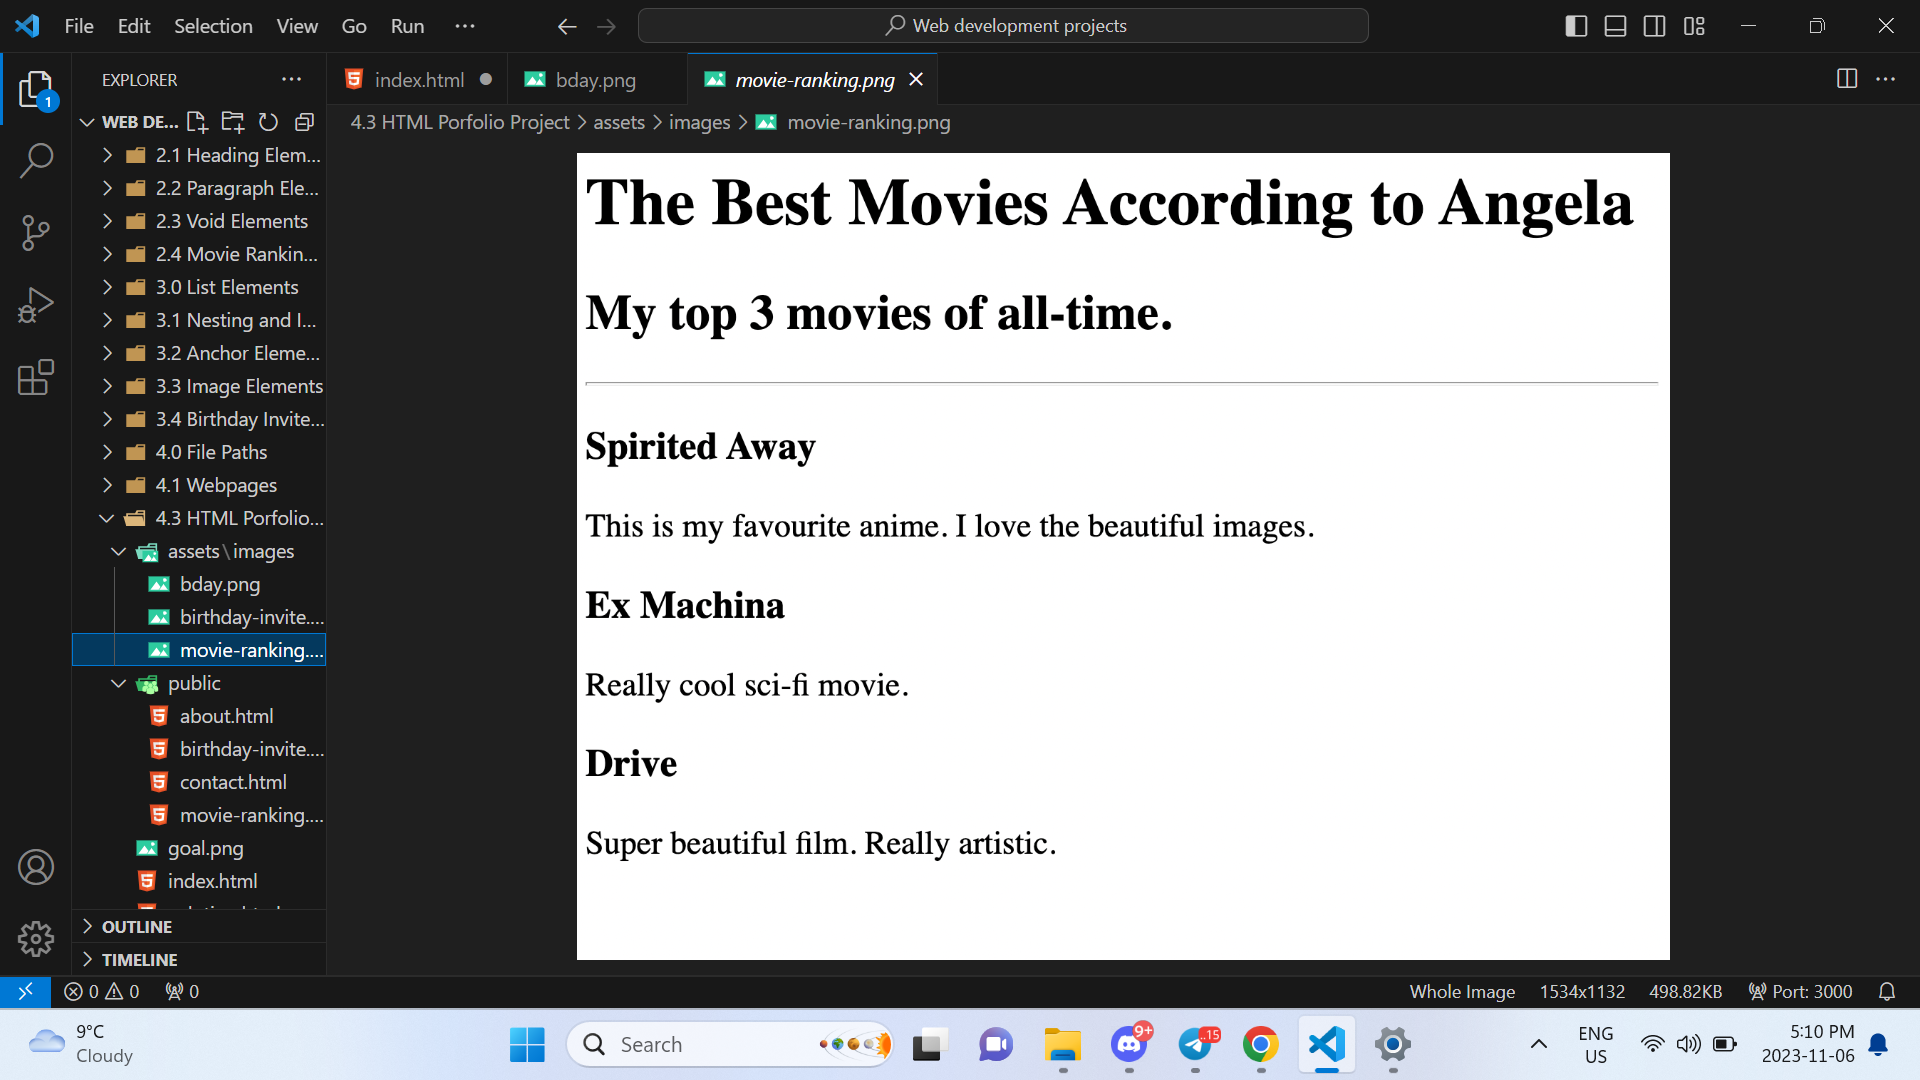 File Edit Selection View Go Run ...
Web development projects
EXPLORER ...
index.html
bday.png
movie-ranking.png
WEB DE...
4.3 HTML Porfolio Project > assets > images > movie-ranking.png
2.1 Heading Elem...
2.2 Paragraph Ele...
2.3 Void Elements
2.4 Movie Rankin...
3.0 List Elements
3.1 Nesting and I...
3.2 Anchor Eleme...
3.3 Image Elements
3.4 Birthday Invite...
4.0 File Paths
4.1 Webpages
4.3 HTML Porfolio...
assets\images
bday.png
birthday-invite....
movie-ranking....
public
about.html
birthday-invite....
contact.html
movie-ranking....
goal.png
index.html
OUTLINE
TIMELINE
1
The Best Movies According to Angela
My top 3 movies of all-time.
Spirited Away
This is my favourite anime. I love the beautiful images.
Ex Machina
Really cool sci-fi movie.
Drive
Super beautiful film. Really artistic.
0 0 0
Whole Image 1534x1132 498.82KB Port: 3000
9°C
Cloudy
Search
9+
..15
ENG
US
5:10 PM
2023-11-06